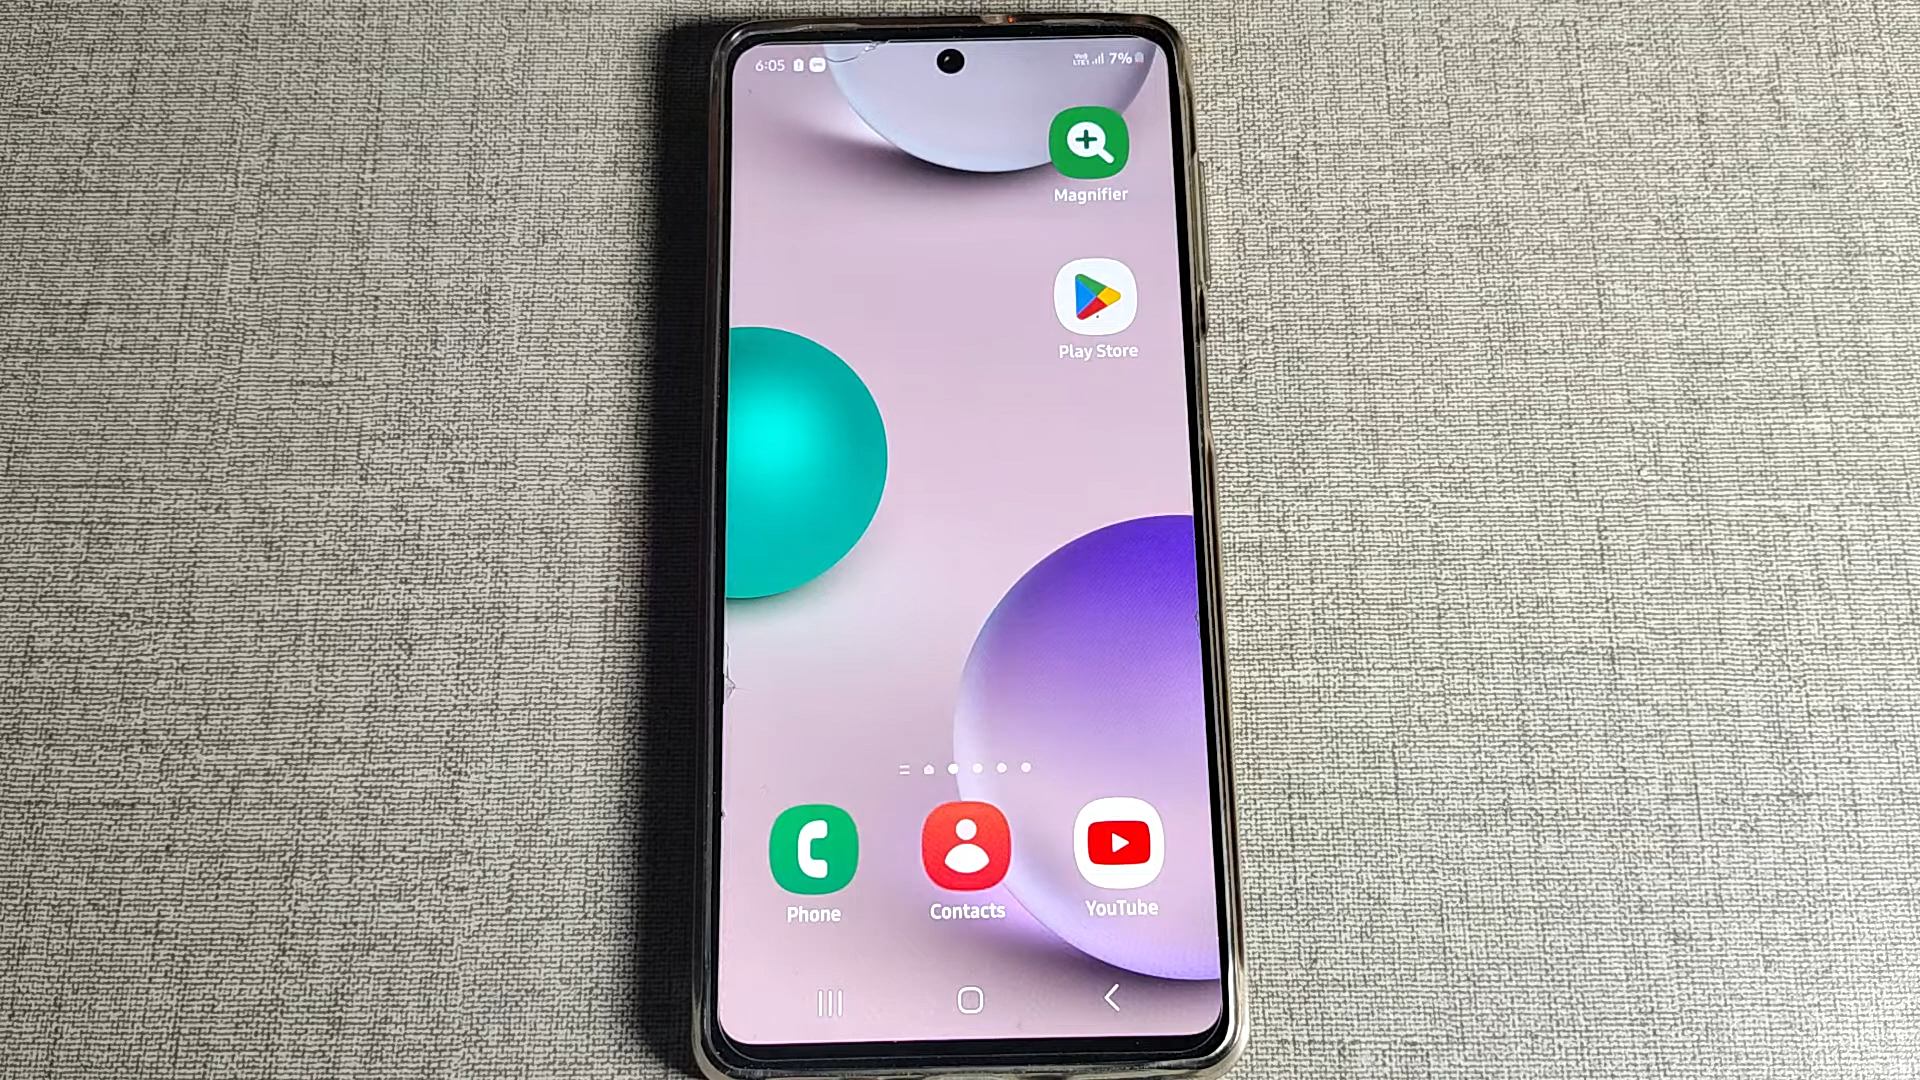 6:05
7%
Magnifier
Play Store
Phone
Contacts
YouTube